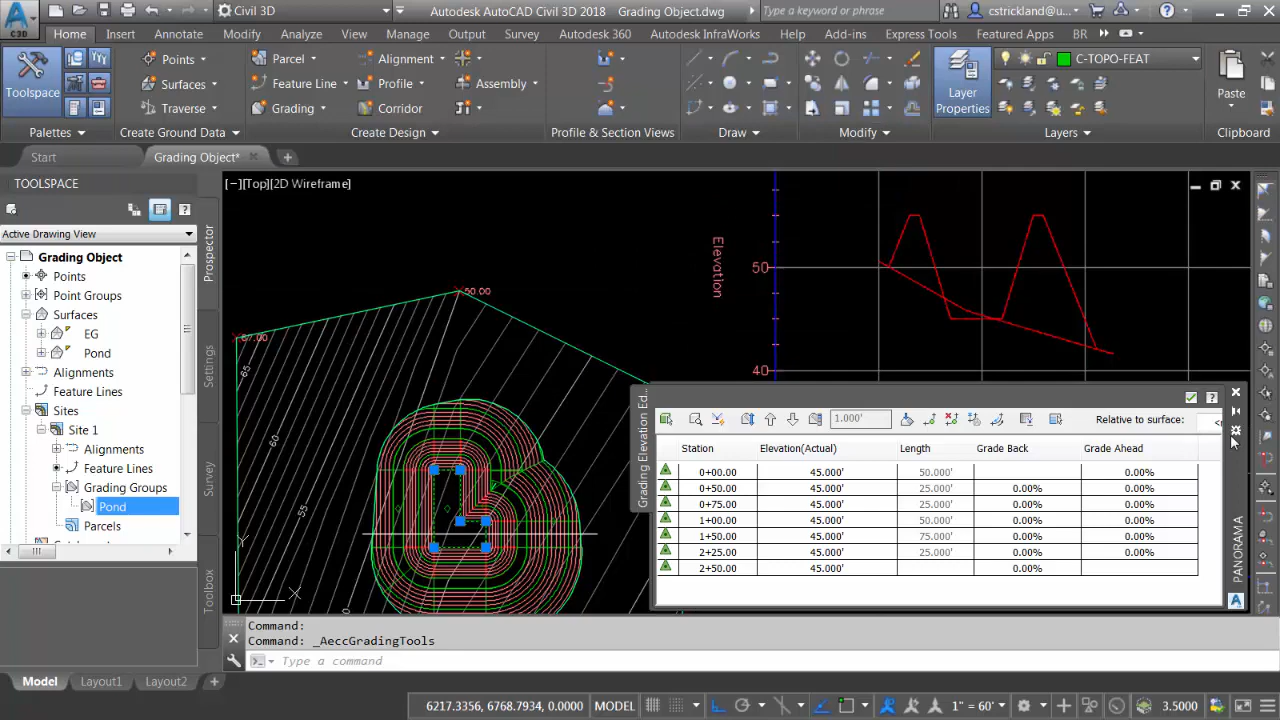 C3D
Civil 3D
Autodesk AutoCAD Civil 3D 2018 Grading Object.dwg
Type a keyword or phrase
cstrickland@u...
Home Insert Annotate Modify Analyze View Manage Output Survey Autodesk 360 Autodesk InfraWorks Help Add-ins Express Tools Featured Apps BR
Toolspace
Palettes
Points
Surfaces
Traverse
Create Ground Data
Parcel
Feature Line
Grading
Alignment
Profile
Corridor
Assembly
Create Design
Profile & Section Views
Draw
Modify
Layer
Properties
C-TOPO-FEAT
Layers
Paste
Clipboard
Start
Grading Object*
TOOLSPACE
Active Drawing View
Grading Object
Points
Point Groups
Surfaces
EG
Pond
Alignments
Feature Lines
Sites
Site 1
Alignments
Feature Lines
Grading Groups
Pond
Parcels
Prospector
Settings
Survey
Toolbox
[−][Top][2D Wireframe]
50.00
67.00
65
60
55
Y
X
Elevation
50
40
Grading Elevation Ed...
1.000'
Relative to surface:
Station Elevation(Actual) Length Grade Back Grade Ahead
0+00.00 45.000' 50.000' 0.00%
0+50.00 45.000' 25.000' 0.00% 0.00%
0+75.00 45.000' 25.000' 0.00% 0.00%
1+00.00 45.000' 50.000' 0.00% 0.00%
1+50.00 45.000' 75.000' 0.00% 0.00%
2+25.00 45.000' 25.000' 0.00% 0.00%
2+50.00 45.000' 0.00%
PANORAMA
Command:
Command: _AeccGradingTools
Type a command
Model Layout1 Layout2
6217.3356, 6768.7934, 0.0000 MODEL
1" = 60'
3.5000